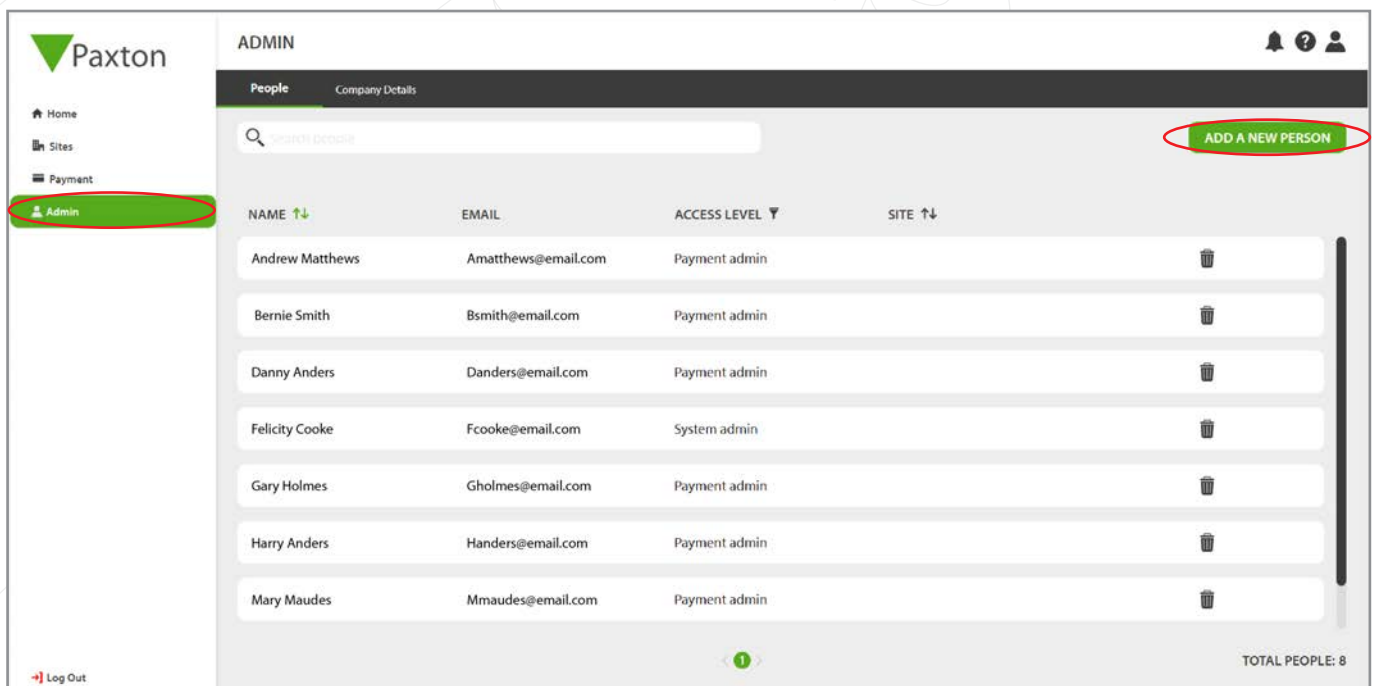 Paxton
ADMIN
People Company Details
Home
Sites
Payment
Admin
Log Out
Search people
ADD A NEW PERSON
NAME EMAIL ACCESS LEVEL SITE
Andrew Matthews Amatthews@email.com Payment admin
Bernie Smith Bsmith@email.com Payment admin
Danny Anders Danders@email.com Payment admin
Felicity Cooke Fcooke@email.com System admin
Gary Holmes Gholmes@email.com Payment admin
Harry Anders Handers@email.com Payment admin
Mary Maudes Mmaudes@email.com Payment admin
1
TOTAL PEOPLE: 8